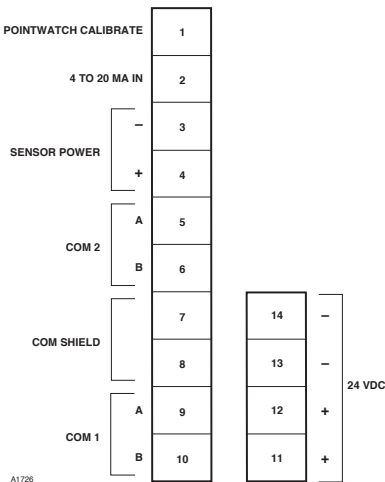 POINTWATCH CALIBRATE 1
4 TO 20 MA IN 2
– 3
SENSOR POWER
+ 4
A 5
COM 2
B 6
7 14 –
COM SHIELD
8 13 –
24 VDC
A 9 12 +
COM 1
B 10 11 +
A1726